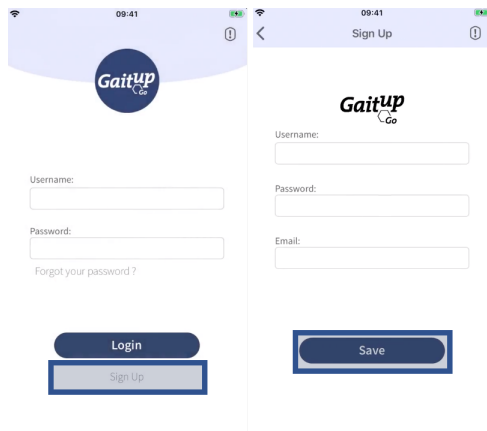 09:41
Gaitup
Go
Username:
Password:
Forgot your password ?
Login
Sign Up
09:41
Sign Up
Gaitup
Go
Username:
Password:
Email:
Save